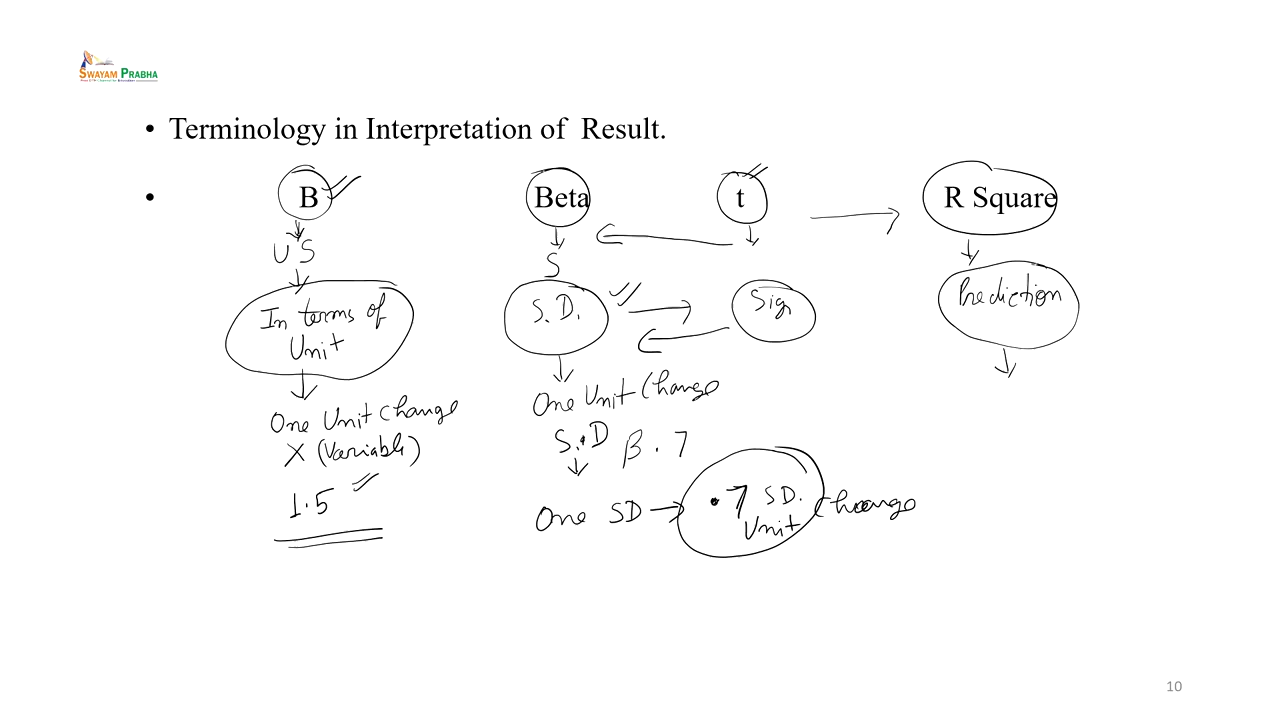 SWAYAM PRABHA
• Terminology in Interpretation of Result.
• B Beta t R Square
U S
S
In terms of
Unit
S.D.
Sig
Prediction
One Unit Change
X (Variable)
1.5
One Unit Change
S.D β .7
One SD → .7 SD. Unit Change
10